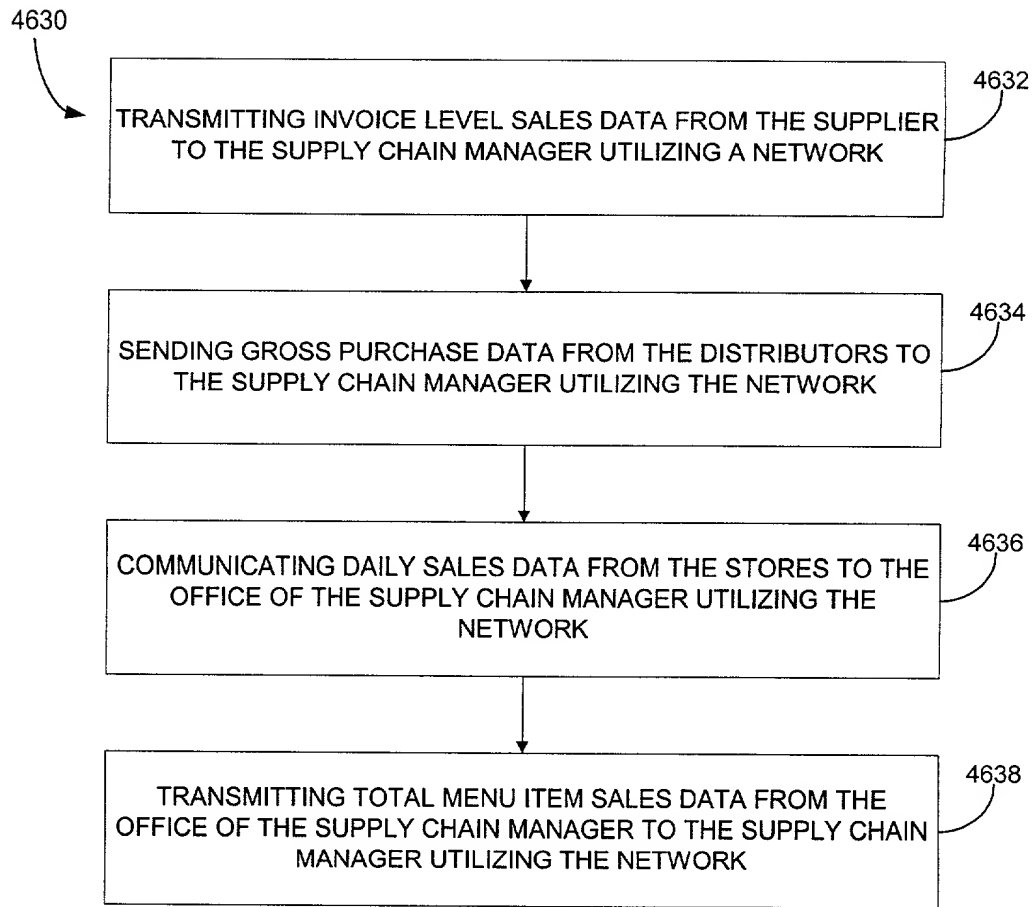 4630
4632
TRANSMITTING INVOICE LEVEL SALES DATA FROM THE SUPPLIER
TO THE SUPPLY CHAIN MANAGER UTILIZING A NETWORK
4634
SENDING GROSS PURCHASE DATA FROM THE DISTRIBUTORS TO
THE SUPPLY CHAIN MANAGER UTILIZING THE NETWORK
4636
COMMUNICATING DAILY SALES DATA FROM THE STORES TO THE
OFFICE OF THE SUPPLY CHAIN MANAGER UTILIZING THE
NETWORK
4638
TRANSMITTING TOTAL MENU ITEM SALES DATA FROM THE
OFFICE OF THE SUPPLY CHAIN MANAGER TO THE SUPPLY CHAIN
MANAGER UTILIZING THE NETWORK